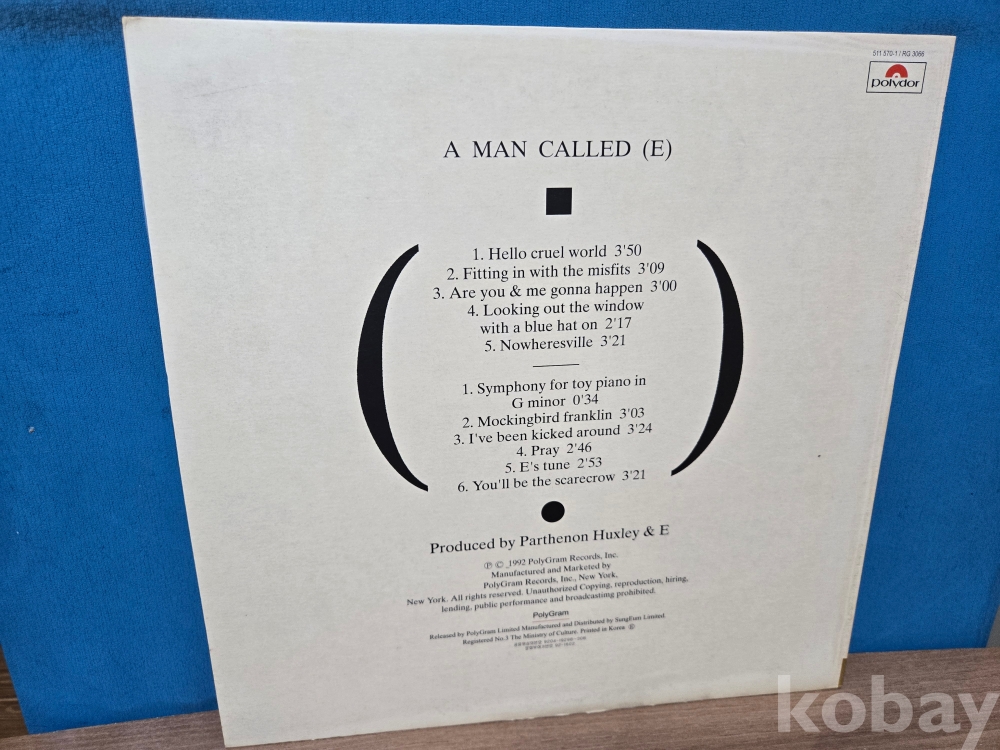 511 570-1 / RG 3066
polydor
A MAN CALLED (E)
1. Hello cruel world 3'50
2. Fitting in with the misfits 3'09
3. Are you & me gonna happen 3'00
4. Looking out the window
with a blue hat on 2'17
5. Nowheresville 3'21
1. Symphony for toy piano in
G minor 0'34
2. Mockingbird franklin 3'03
3. I've been kicked around 3'24
4. Pray 2'46
5. E's tune 2'53
6. You'll be the scarecrow 3'21
Produced by Parthenon Huxley & E
℗ © 1992 PolyGram Records, Inc.
Manufactured and Marketed by
PolyGram Records, Inc., New York,
New York. All rights reserved. Unauthorized Copying, reproduction, hiring,
lending, public performance and broadcasting prohibited.
PolyGram
Released by PolyGram Limited Manufactured and Distributed by SungEum Limited
Registered No.3 The Ministry of Culture. Printed in Korea Ⓔ
kobay